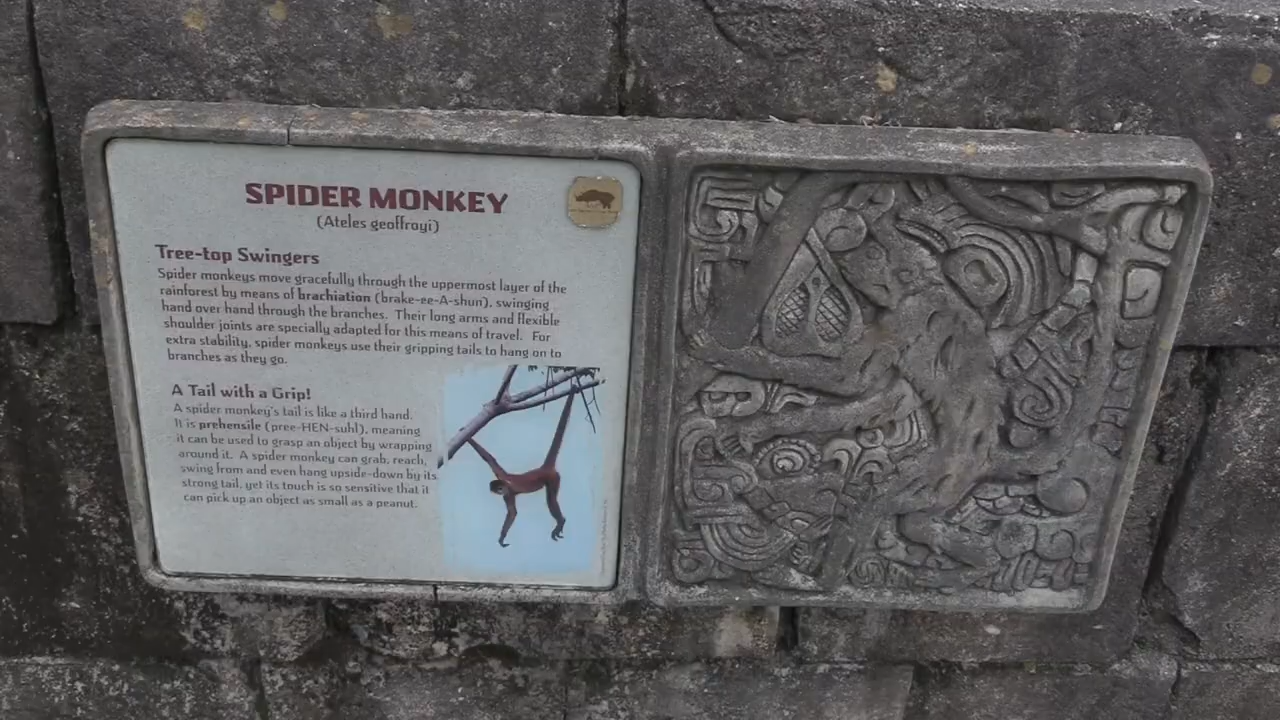 SPIDER MONKEY
(Ateles geoffroyi)
Tree-top Swingers
Spider monkeys move gracefully through the uppermost layer of the
rainforest by means of brachiation (brake-ee-A-shun), swinging
hand over hand through the branches. Their long arms and flexible
shoulder joints are specially adapted for this means of travel. For
extra stability, spider monkeys use their gripping tails to hang on to
branches as they go.
A Tail with a Grip!
A spider monkey's tail is like a third hand.
It is prehensile (pree-HEN-suhl), meaning
it can be used to grasp an object by wrapping
around it. A spider monkey can grab, reach,
swing from and even hang upside-down by its
strong tail, yet its touch is so sensitive that it
can pick up an object as small as a peanut.